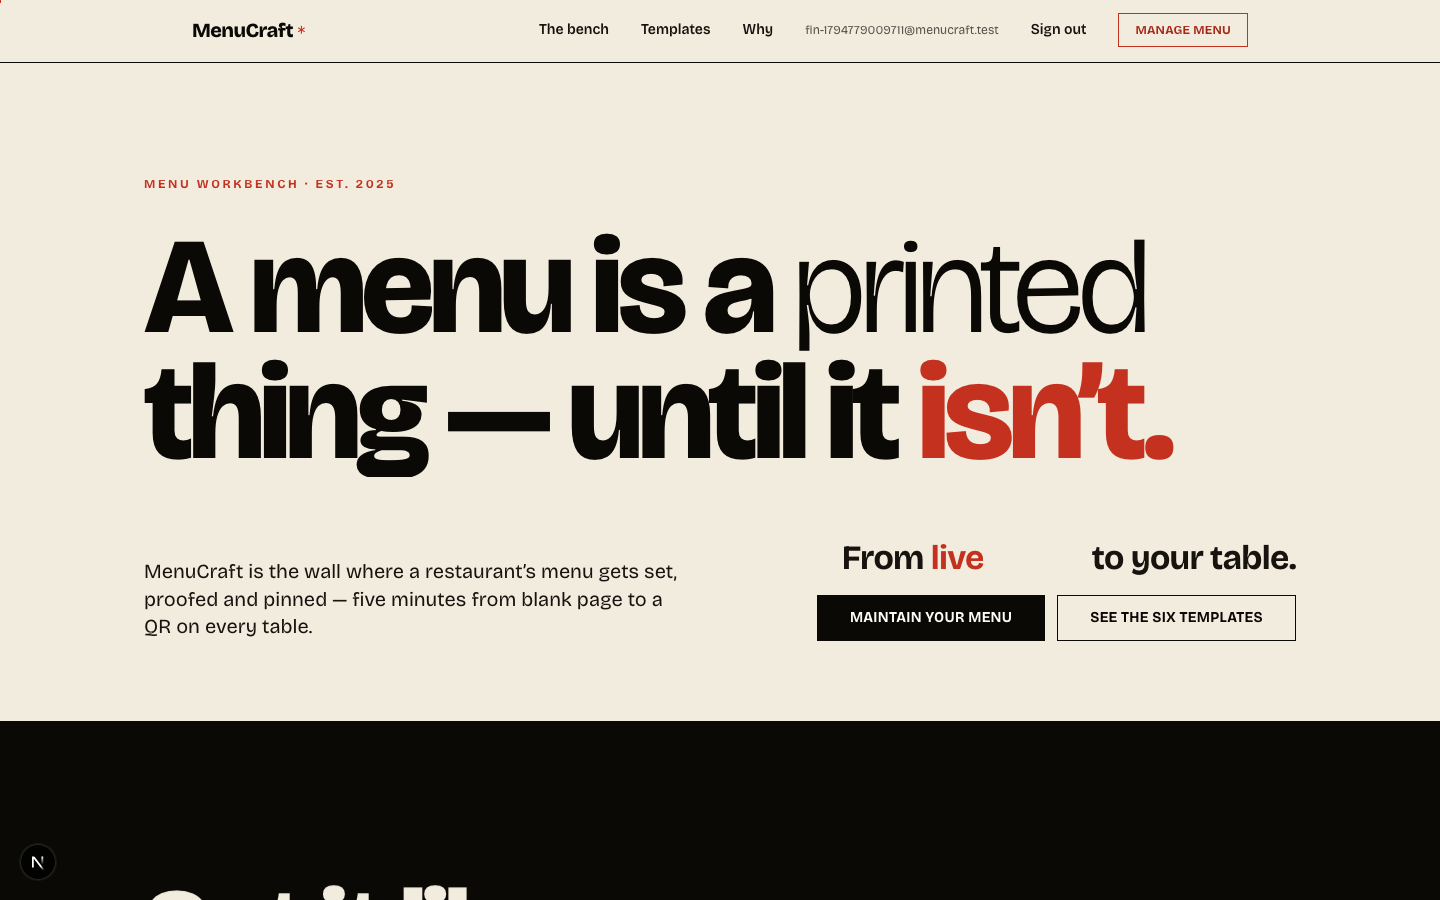 MenuCraft *
The bench
Templates
Why
fin-1794779009711@menucraft.test
Sign out
MANAGE MENU
MENU WORKBENCH · EST. 2025
A menu is a printed
thing — until it isn’t.
MenuCraft is the wall where a restaurant’s menu gets set,
proofed and pinned — five minutes from blank page to a
QR on every table.
From live to your table.
MAINTAIN YOUR MENU
SEE THE SIX TEMPLATES
N